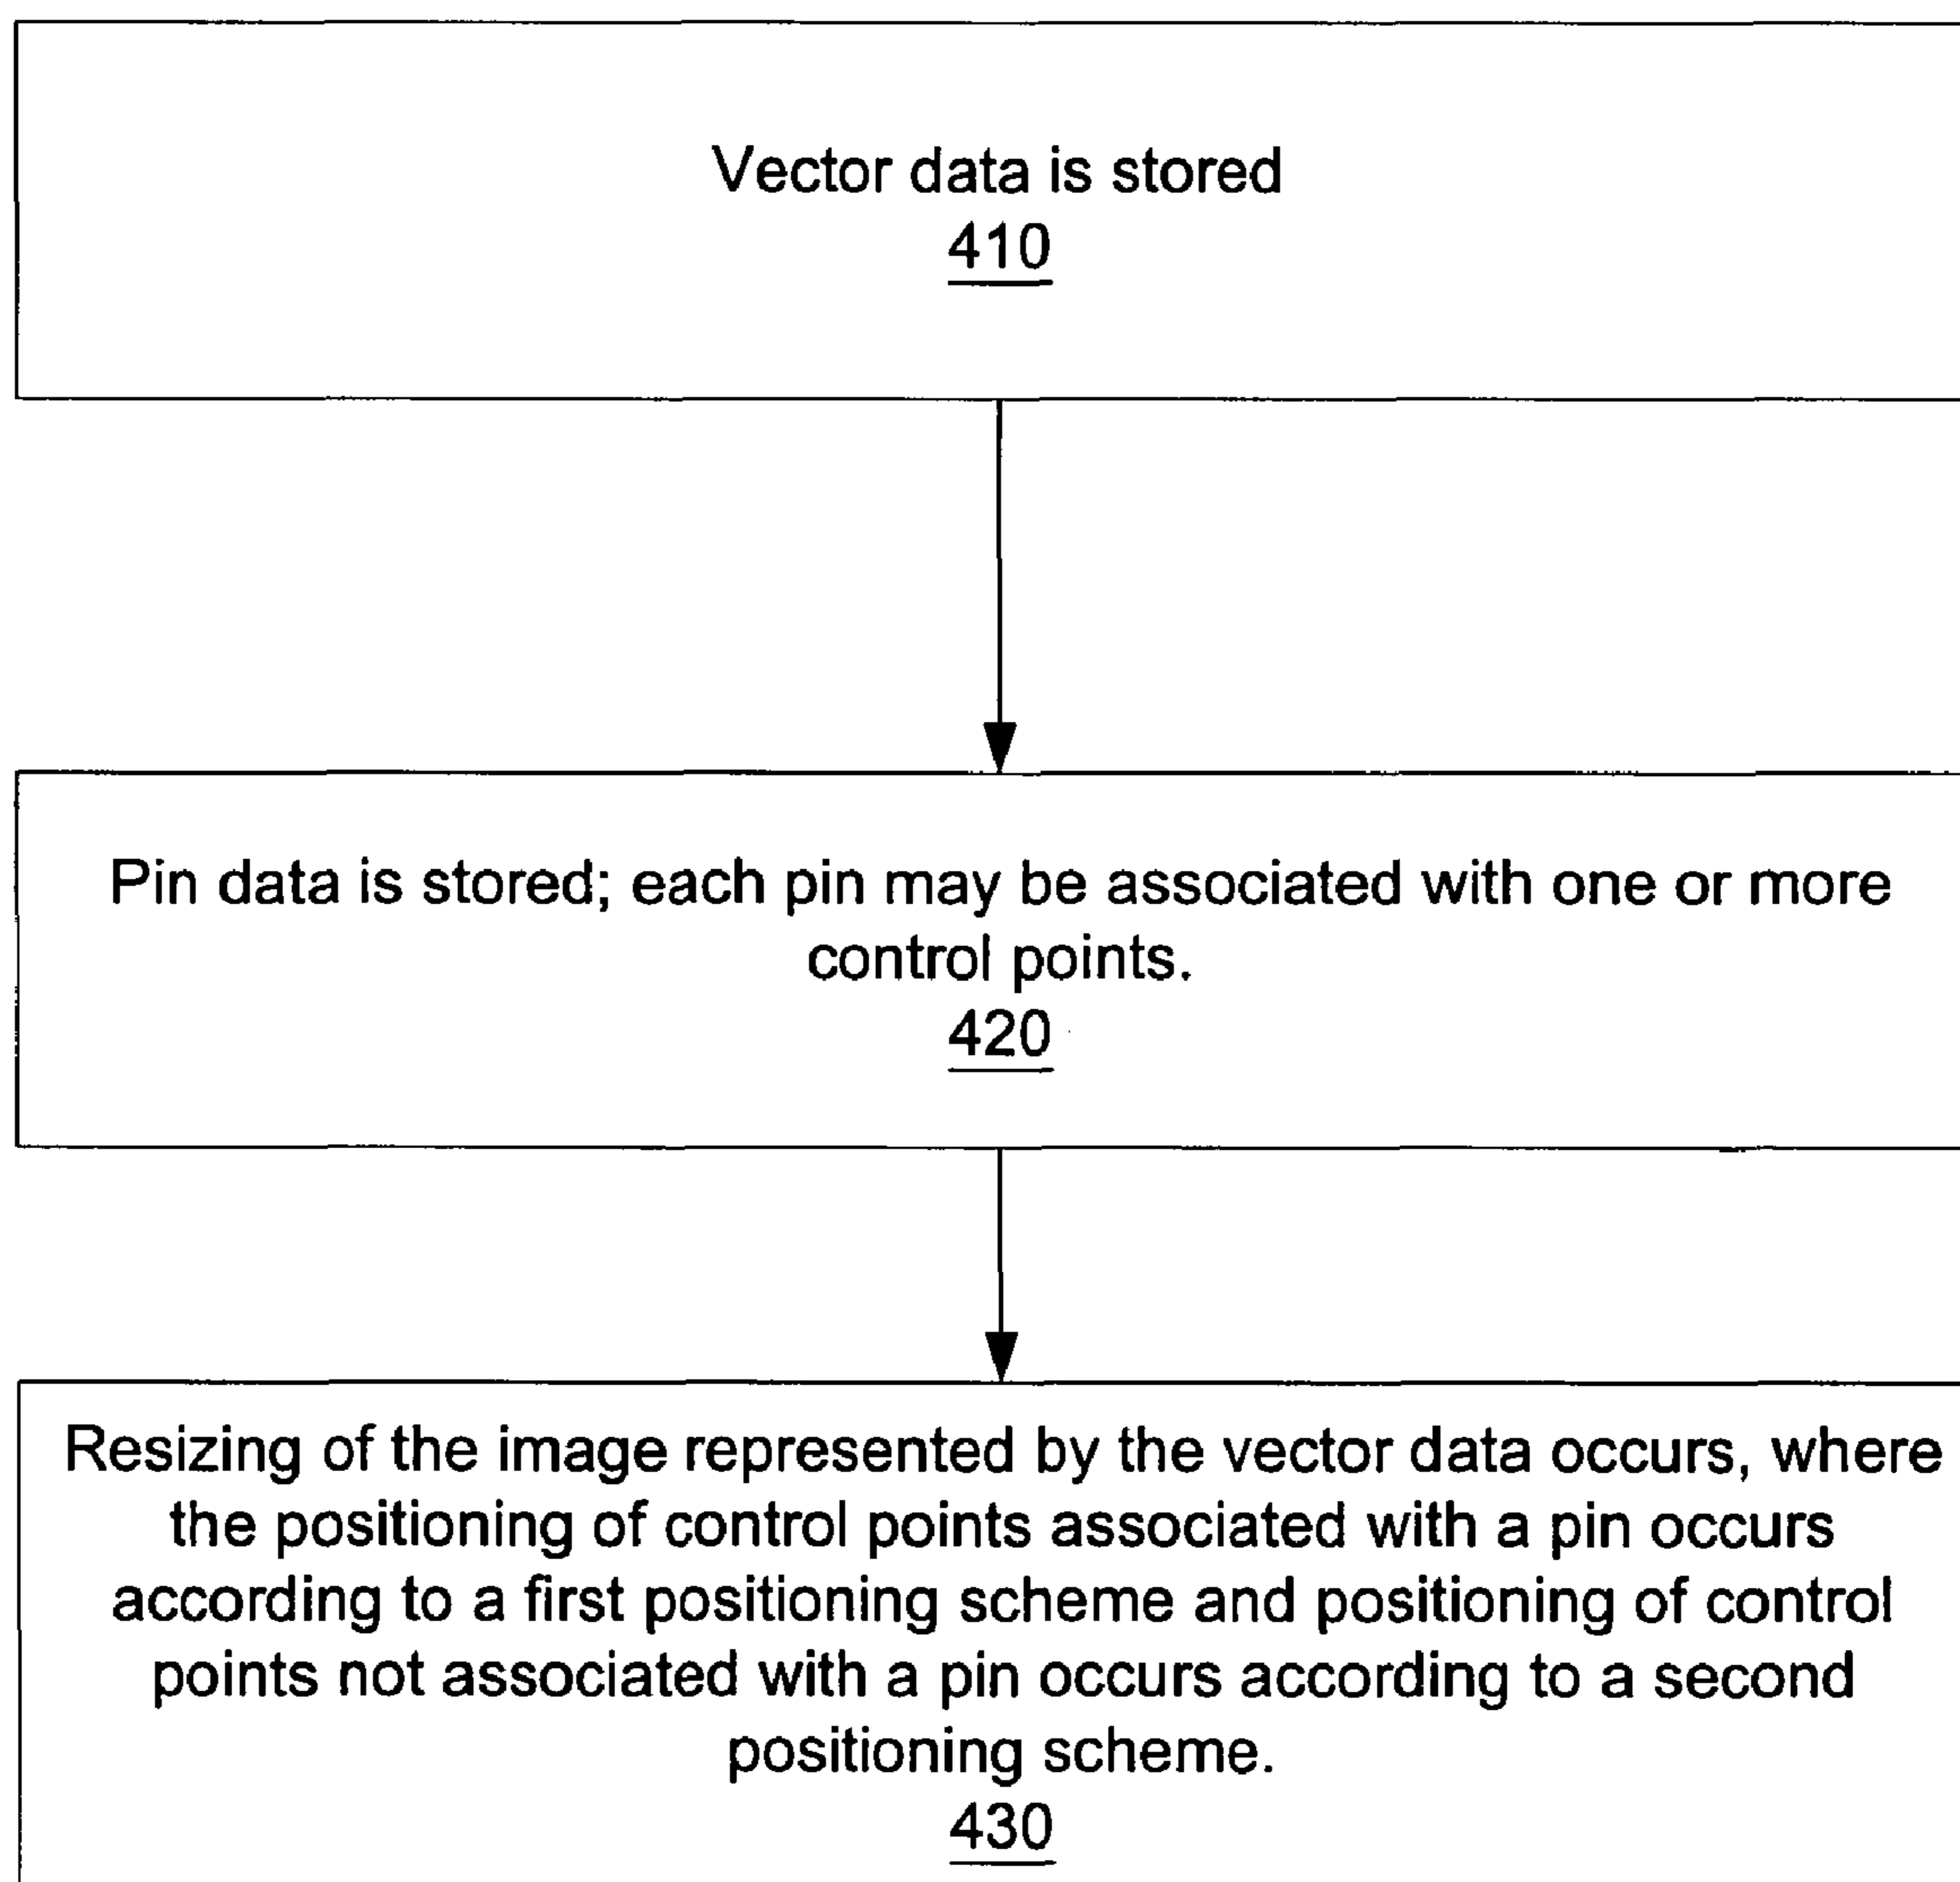 Vector data is stored
410
Pin data is stored; each pin may be associated with one or more
control points.
420
Resizing of the image represented by the vector data occurs, where
the positioning of control points associated with a pin occurs
according to a first positioning scheme and positioning of control
points not associated with a pin occurs according to a second
positioning scheme.
430